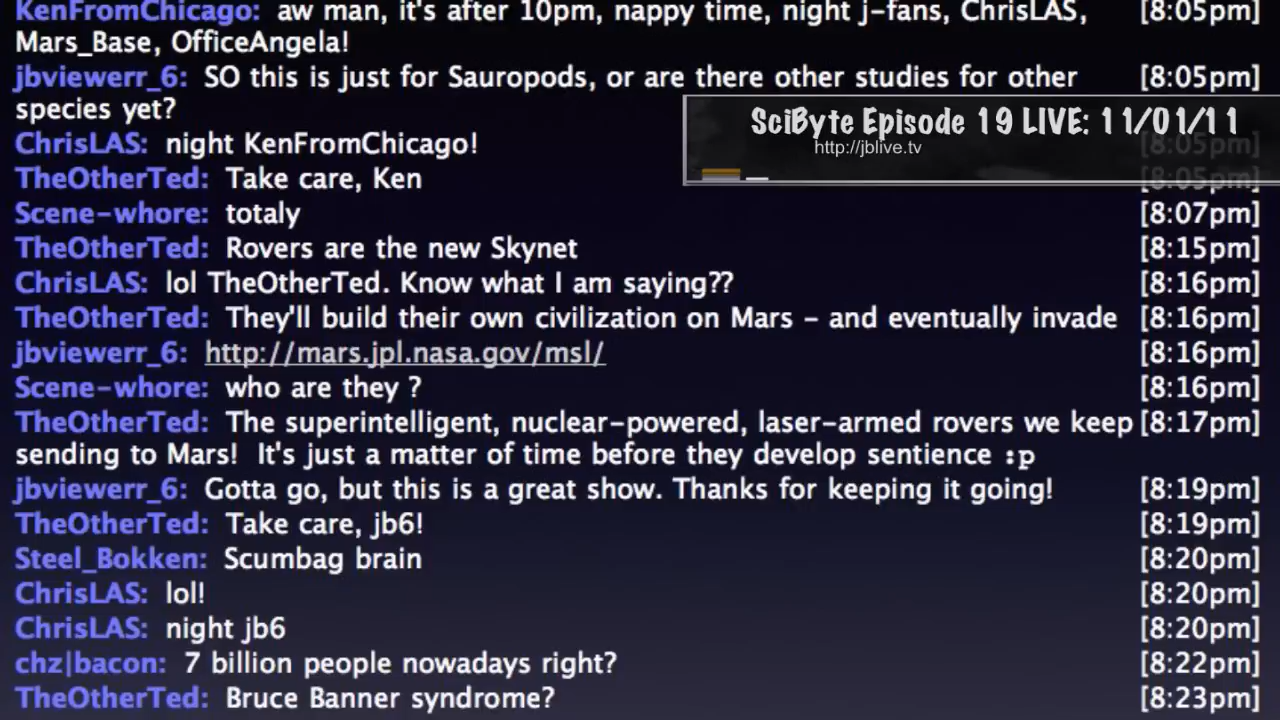 KenFromChicago: aw man, it's after 10pm, nappy time, night j-fans, ChrisLAS, [8:05pm]
Mars_Base, OfficeAngela!
jbviewerr_6: SO this is just for Sauropods, or are there other studies for other [8:05pm]
species yet?
SciByte Episode 19 LIVE: 11/01/11
http://jblive.tv
ChrisLAS: night KenFromChicago! [8:05pm]
TheOtherTed: Take care, Ken [8:05pm]
Scene-whore: totaly [8:07pm]
TheOtherTed: Rovers are the new Skynet [8:15pm]
ChrisLAS: lol TheOtherTed. Know what I am saying?? [8:16pm]
TheOtherTed: They'll build their own civilization on Mars - and eventually invade [8:16pm]
jbviewerr_6: http://mars.jpl.nasa.gov/msl/ [8:16pm]
Scene-whore: who are they ? [8:16pm]
TheOtherTed: The superintelligent, nuclear-powered, laser-armed rovers we keep [8:17pm]
sending to Mars!  It's just a matter of time before they develop sentience :p
jbviewerr_6: Gotta go, but this is a great show. Thanks for keeping it going! [8:19pm]
TheOtherTed: Take care, jb6! [8:19pm]
Steel_Bokken: Scumbag brain [8:20pm]
ChrisLAS: lol! [8:20pm]
ChrisLAS: night jb6 [8:20pm]
chz|bacon: 7 billion people nowadays right? [8:22pm]
TheOtherTed: Bruce Banner syndrome? [8:23pm]